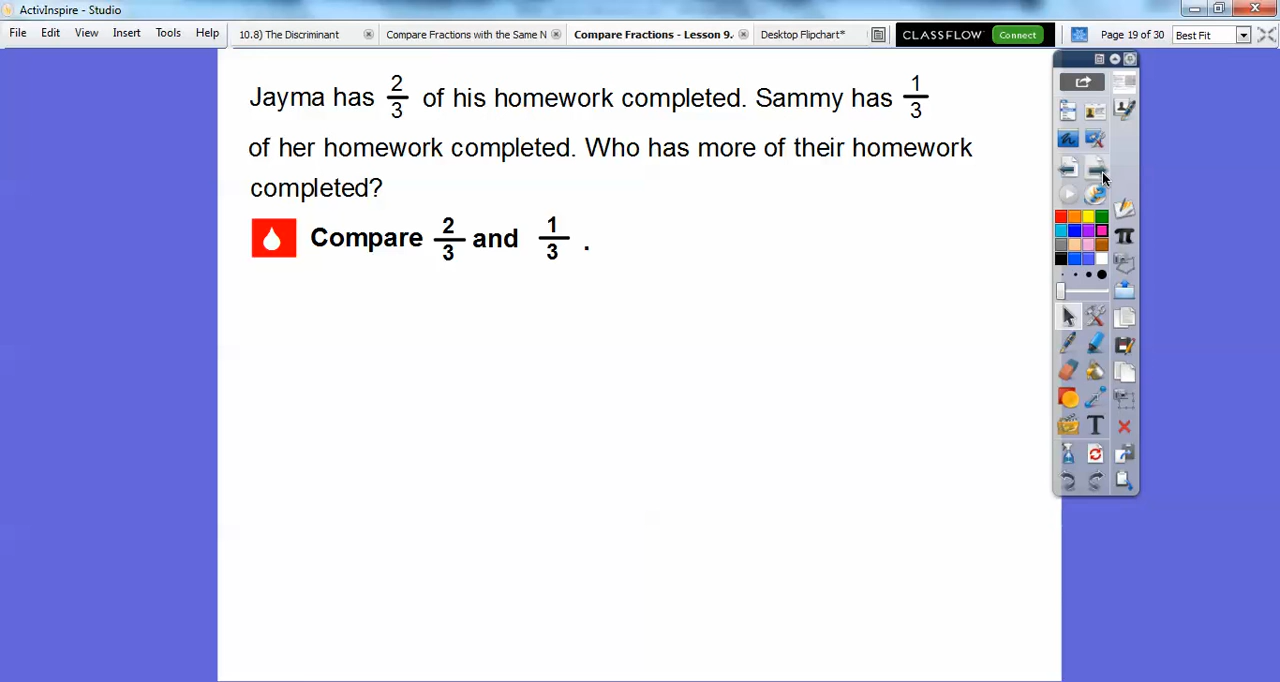 ActivInspire - Studio
File Edit View Insert Tools Help 10.8) The Discriminant Compare Fractions with the Same N Compare Fractions - Lesson 9. Desktop Flipchart* CLASSFLOW Connect Page 19 of 30 Best Fit
Jayma has 2/3 of his homework completed. Sammy has 1/3
of her homework completed. Who has more of their homework
completed?
Compare 2/3 and 1/3 .